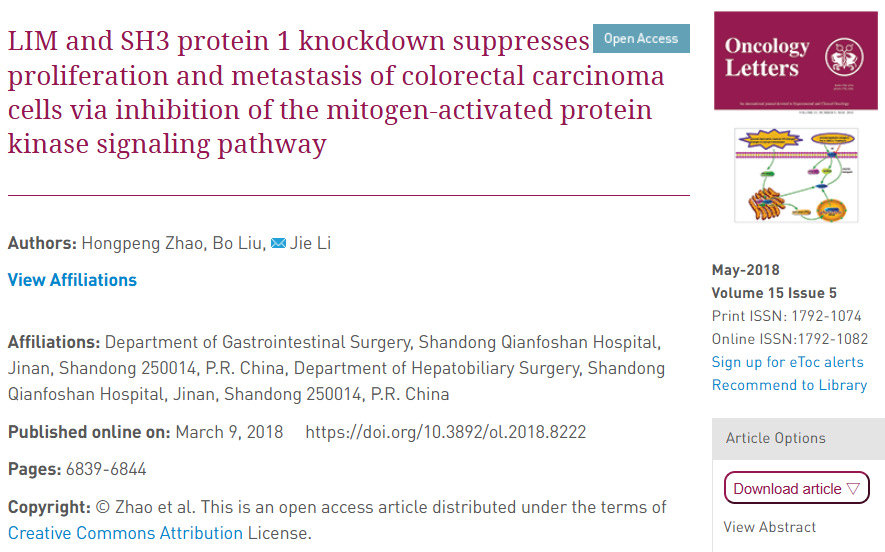 LIM and SH3 protein 1 knockdown suppresses
Open Access
proliferation and metastasis of colorectal carcinoma
cells via inhibition of the mitogen-activated protein
kinase signaling pathway
Authors: Hongpeng Zhao, Bo Liu, Jie Li
View Affiliations
Affiliations: Department of Gastrointestinal Surgery, Shandong Qianfoshan Hospital,
Jinan, Shandong 250014, P.R. China, Department of Hepatobiliary Surgery, Shandong
Qianfoshan Hospital, Jinan, Shandong 250014, P.R. China
Published online on: March 9, 2018 https://doi.org/10.3892/ol.2018.8222
Pages: 6839-6844
Copyright: © Zhao et al. This is an open access article distributed under the terms of
Creative Commons Attribution License.
Oncology
Letters
May-2018
Volume 15 Issue 5
Print ISSN: 1792-1074
Online ISSN:1792-1082
Sign up for eToc alerts
Recommend to Library
Article Options
Download article ▽
View Abstract